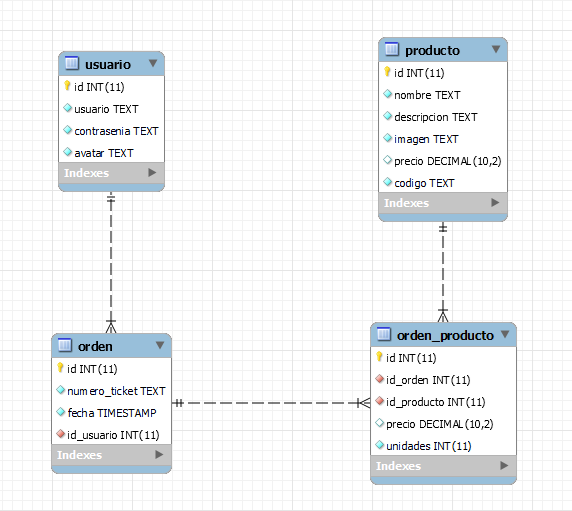 usuario
id INT(11)
usuario TEXT
contrasenia TEXT
avatar TEXT
Indexes
producto
id INT(11)
nombre TEXT
descripcion TEXT
imagen TEXT
precio DECIMAL(10,2)
codigo TEXT
Indexes
orden
id INT(11)
numero_ticket TEXT
fecha TIMESTAMP
id_usuario INT(11)
Indexes
orden_producto
id INT(11)
id_orden INT(11)
id_producto INT(11)
precio DECIMAL(10,2)
unidades INT(11)
Indexes